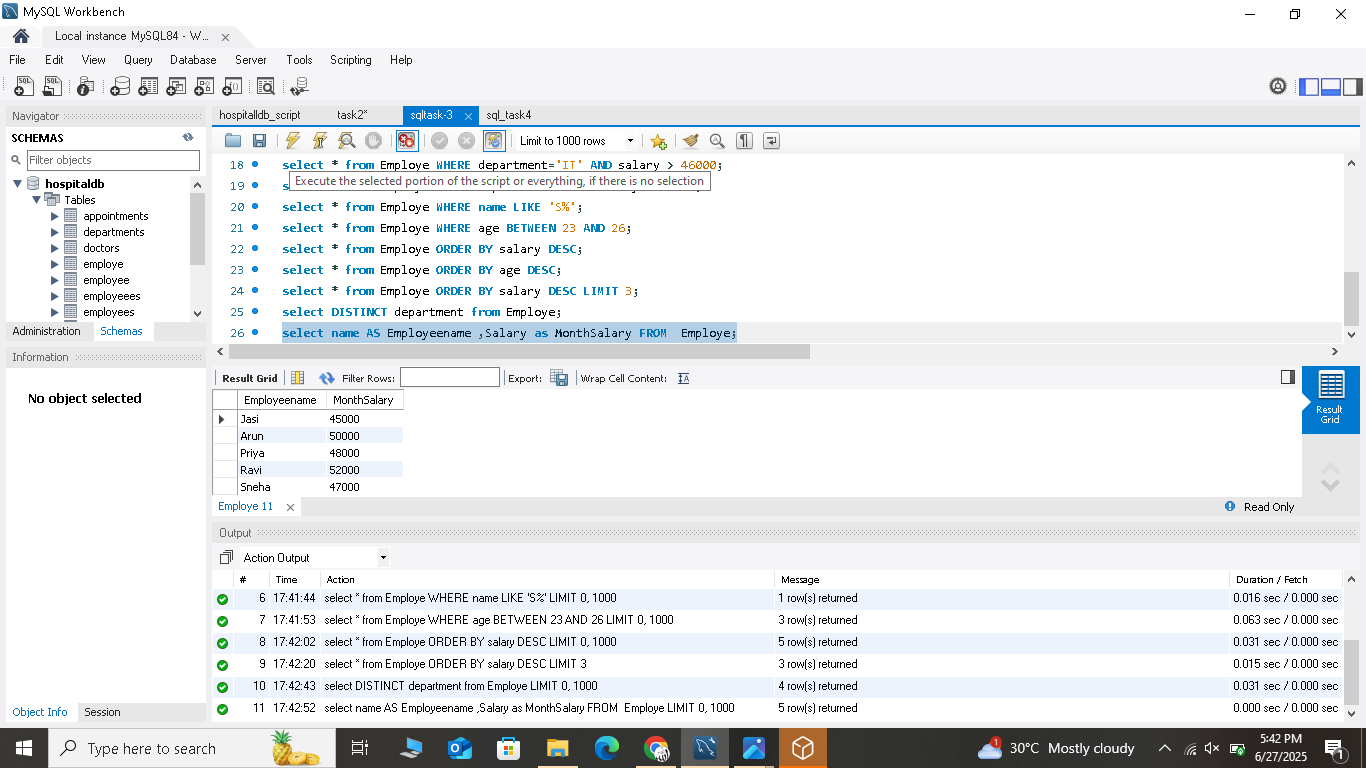 MySQL Workbench
Local instance MySQL84 - W...
File Edit View Query Database Server Tools Scripting Help
Navigator
SCHEMAS
Filter objects
hospitaldb
Tables
appointments
departments
doctors
employe
employee
employeees
employees
Administration Schemas
Information
No object selected
Object Info Session
hospitalldb_script task2* sqltask-3 sql_task4
Limit to 1000 rows
18 select * from Employe WHERE department='IT' AND salary > 46000;
Execute the selected portion of the script or everything, if there is no selection
19
20 select * from Employe WHERE name LIKE 'S%';
21 select * from Employe WHERE age BETWEEN 23 AND 26;
22 select * from Employe ORDER BY salary DESC;
23 select * from Employe ORDER BY age DESC;
24 select * from Employe ORDER BY salary DESC LIMIT 3;
25 select DISTINCT department from Employe;
26 select name AS Employeename ,Salary as MonthSalary FROM  Employe;
Result Grid Filter Rows: Export: Wrap Cell Content:
Employeename MonthSalary
Jasi 45000
Arun 50000
Priya 48000
Ravi 52000
Sneha 47000
Result
Grid
Employe 11 Read Only
Output
Action Output
# Time Action Message Duration / Fetch
6 17:41:44 select * from Employe WHERE name LIKE 'S%' LIMIT 0, 1000 1 row(s) returned 0.016 sec / 0.000 sec
7 17:41:53 select * from Employe WHERE age BETWEEN 23 AND 26 LIMIT 0, 1000 3 row(s) returned 0.063 sec / 0.000 sec
8 17:42:02 select * from Employe ORDER BY salary DESC LIMIT 0, 1000 5 row(s) returned 0.031 sec / 0.000 sec
9 17:42:20 select * from Employe ORDER BY salary DESC LIMIT 3 3 row(s) returned 0.015 sec / 0.000 sec
10 17:42:43 select DISTINCT department from Employe LIMIT 0, 1000 4 row(s) returned 0.031 sec / 0.000 sec
11 17:42:52 select name AS Employeename ,Salary as MonthSalary FROM  Employe LIMIT 0, 1000 5 row(s) returned 0.000 sec / 0.000 sec
Type here to search
1 30°C Mostly cloudy
5:42 PM
6/27/2025
1